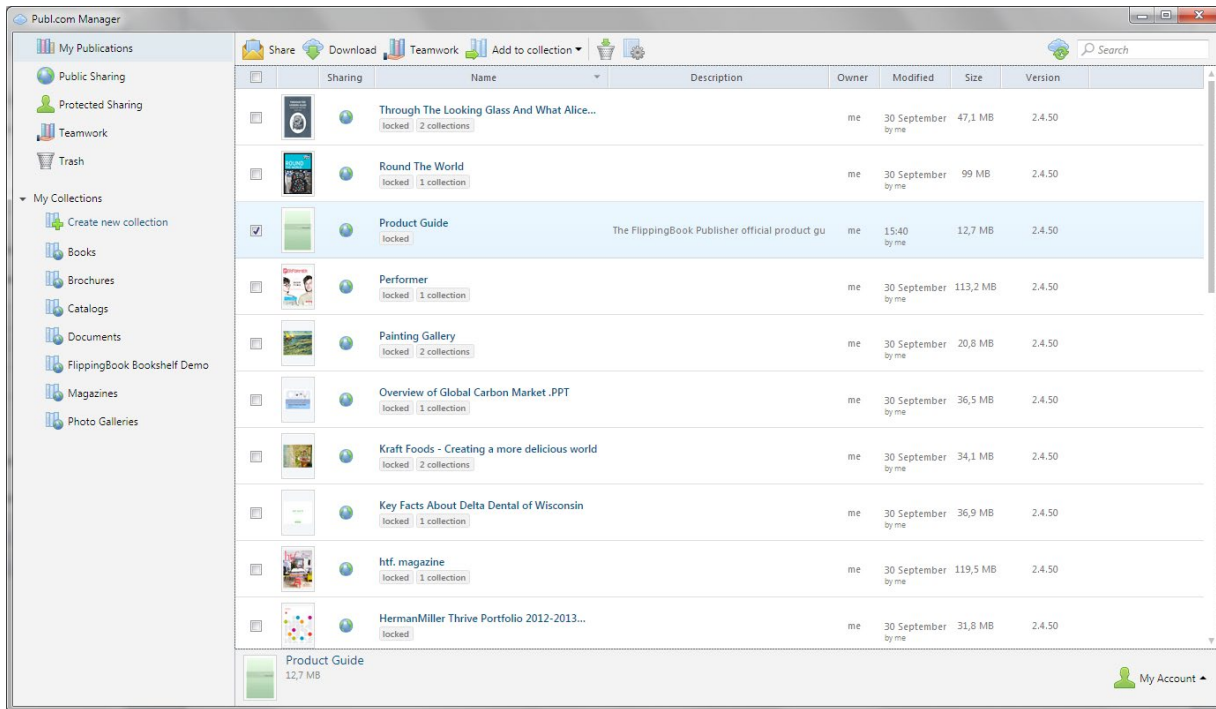 Publ.com Manager
My Publications
Public Sharing
Protected Sharing
Teamwork
Trash
My Collections
Create new collection
Books
Brochures
Catalogs
Documents
FlippingBook Bookshelf Demo
Magazines
Photo Galleries
Share Download Teamwork Add to collection Search
Sharing Name Description Owner Modified Size Version
Through The Looking Glass And What Alice...
locked 2 collections
me 30 September 47,1 MB 2.4.50
by me
Round The World
locked 1 collection
me 30 September 99 MB 2.4.50
by me
Product Guide
locked
The FlippingBook Publisher official product gu me 15:40 12,7 MB 2.4.50
by me
Performer
locked 1 collection
me 30 September 113,2 MB 2.4.50
by me
Painting Gallery
locked 2 collections
me 30 September 20,8 MB 2.4.50
by me
Overview of Global Carbon Market .PPT
locked 1 collection
me 30 September 36,5 MB 2.4.50
by me
Kraft Foods - Creating a more delicious world
locked 2 collections
me 30 September 34,1 MB 2.4.50
by me
Key Facts About Delta Dental of Wisconsin
locked 1 collection
me 30 September 36,9 MB 2.4.50
by me
htf. magazine
locked 1 collection
me 30 September 119,5 MB 2.4.50
by me
HermanMiller Thrive Portfolio 2012-2013...
locked
me 30 September 31,8 MB 2.4.50
by me
Product Guide
12,7 MB
My Account